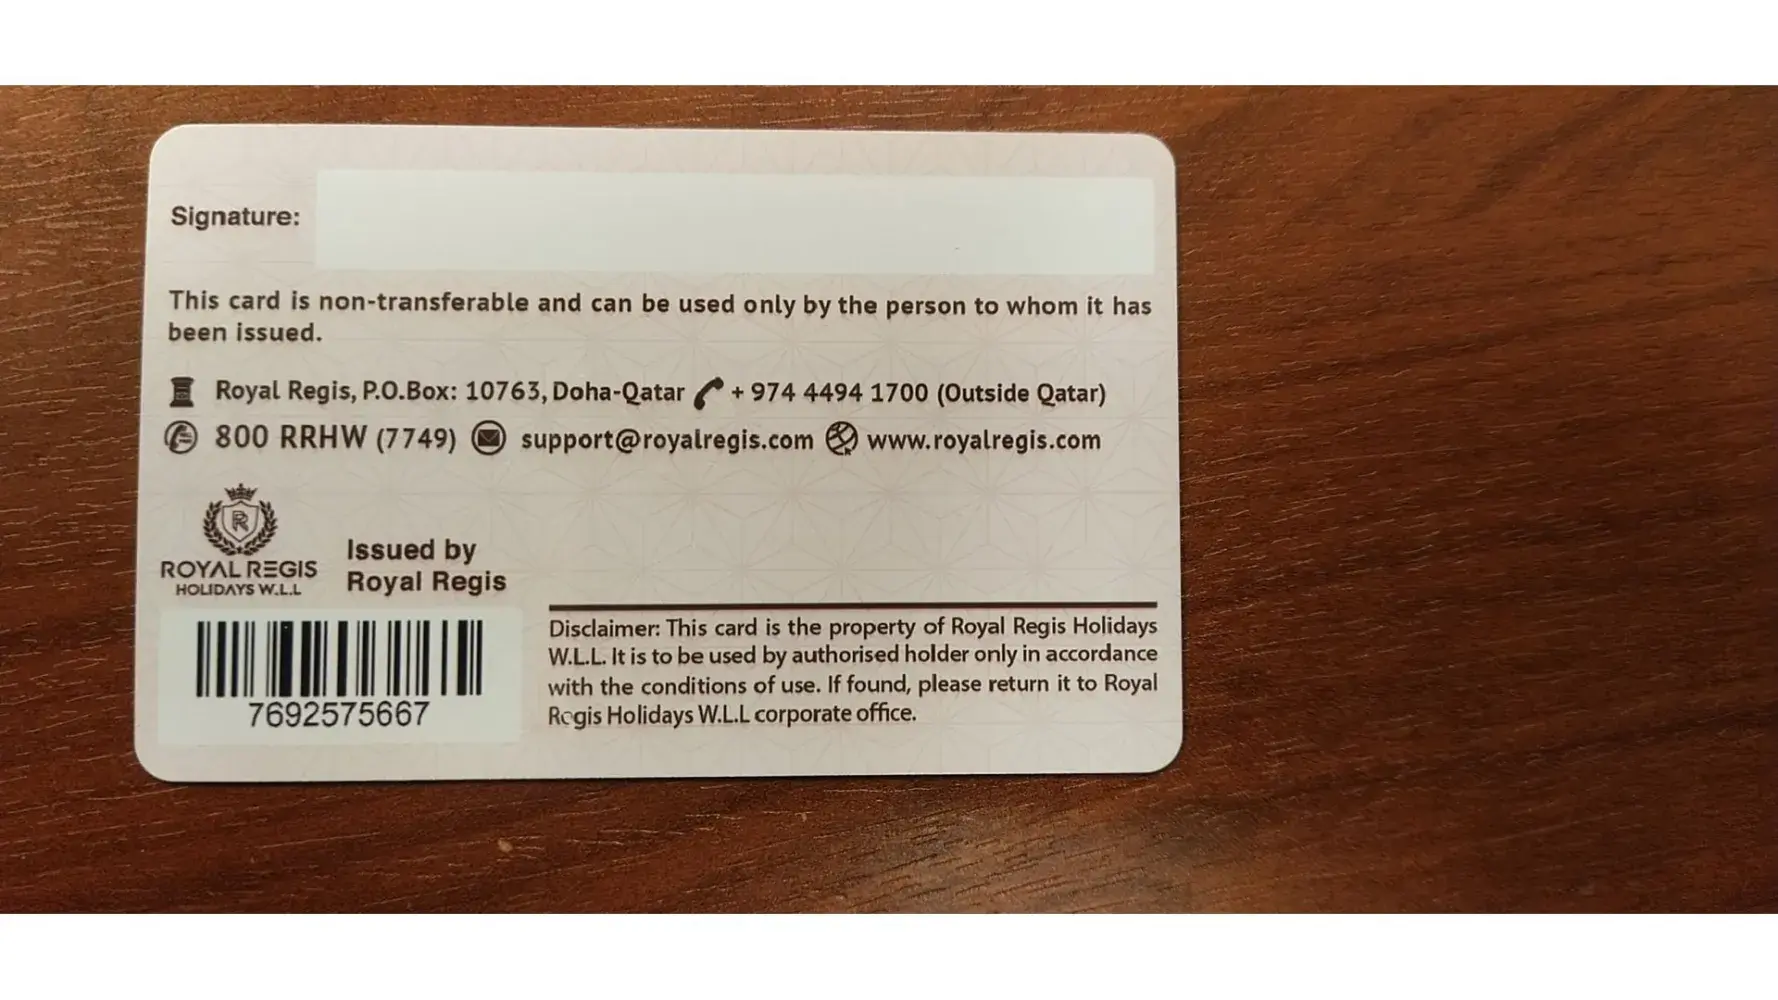 Signature:
This card is non-transferable and can be used only by the person to whom it has
been issued.
Royal Regis, P.O.Box: 10763, Doha-Qatar + 974 4494 1700 (Outside Qatar)
800 RRHW (7749) support@royalregis.com www.royalregis.com
R
ROYAL REGIS
HOLIDAYS W.L.L
Issued by
Royal Regis
7692575667
Disclaimer: This card is the property of Royal Regis Holidays
W.L.L. It is to be used by authorised holder only in accordance
with the conditions of use. If found, please return it to Royal
Regis Holidays W.L.L corporate office.